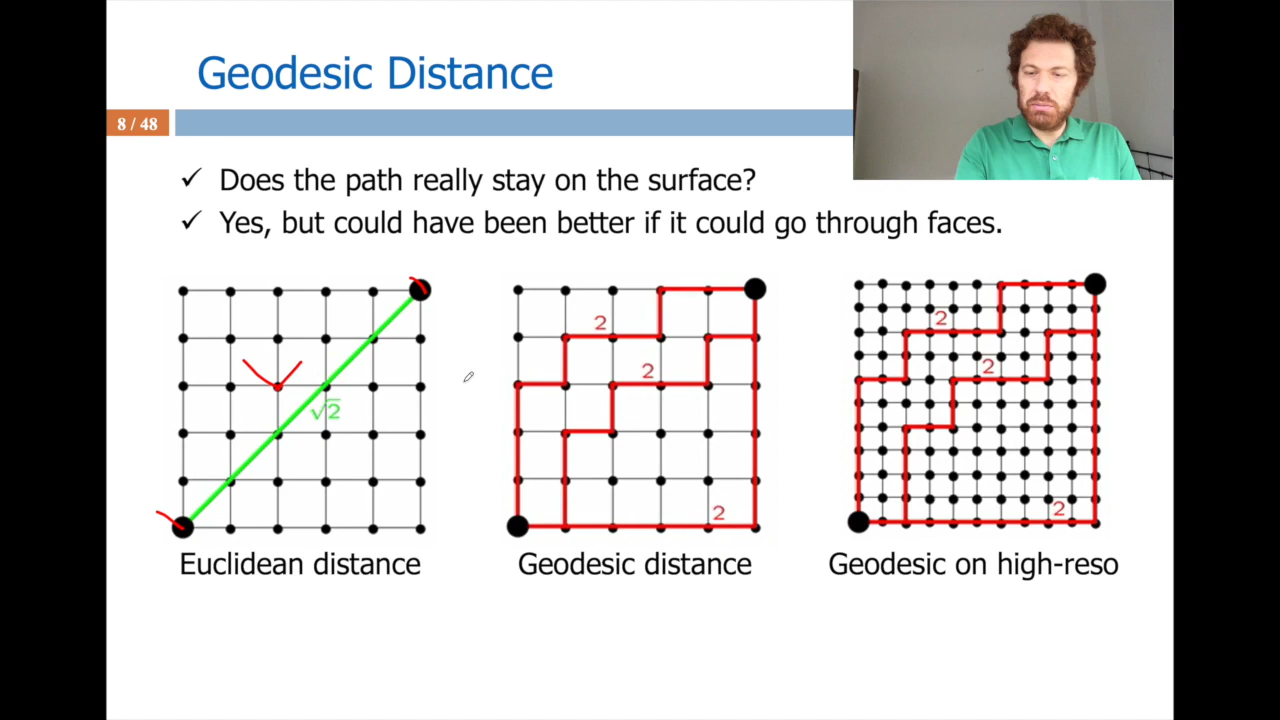 Geodesic Distance
8 / 48
✓ Does the path really stay on the surface?
✓ Yes, but could have been better if it could go through faces.
√2
Euclidean distance
2
2
2
Geodesic distance
2
2
2
Geodesic on high-reso